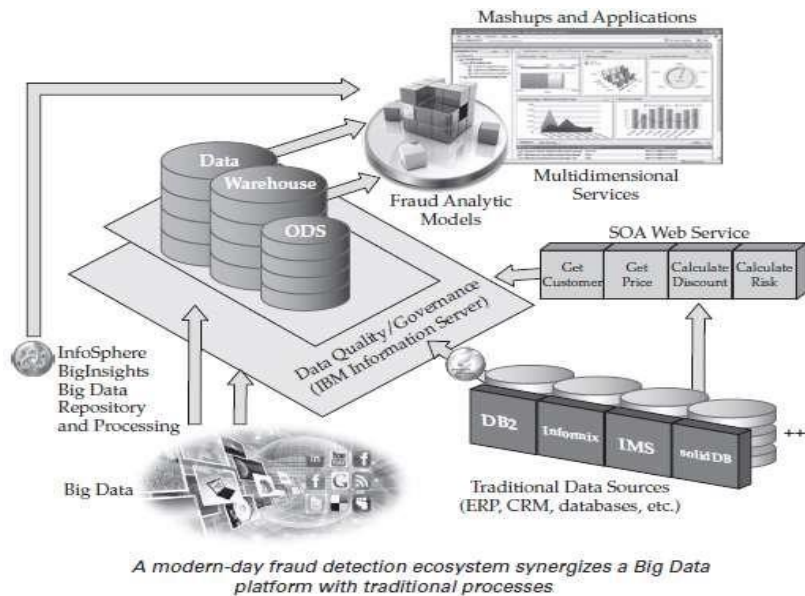 Mashups and Applications
Data
Warehouse
ODS
Fraud Analytic
Models
Multidimensional
Services
SOA Web Service
Get
Customer
Get
Price
Calculate
Discount
Calculate
Risk
Data Quality/Governance
(IBM Information Server)
InfoSphere
BigInsights
Big Data
Repository
and Processing
DB2
Informix
IMS
solidDB
++
Big Data
Traditional Data Sources
(ERP, CRM, databases, etc.)
A modern-day fraud detection ecosystem synergizes a Big Data
platform with traditional processes